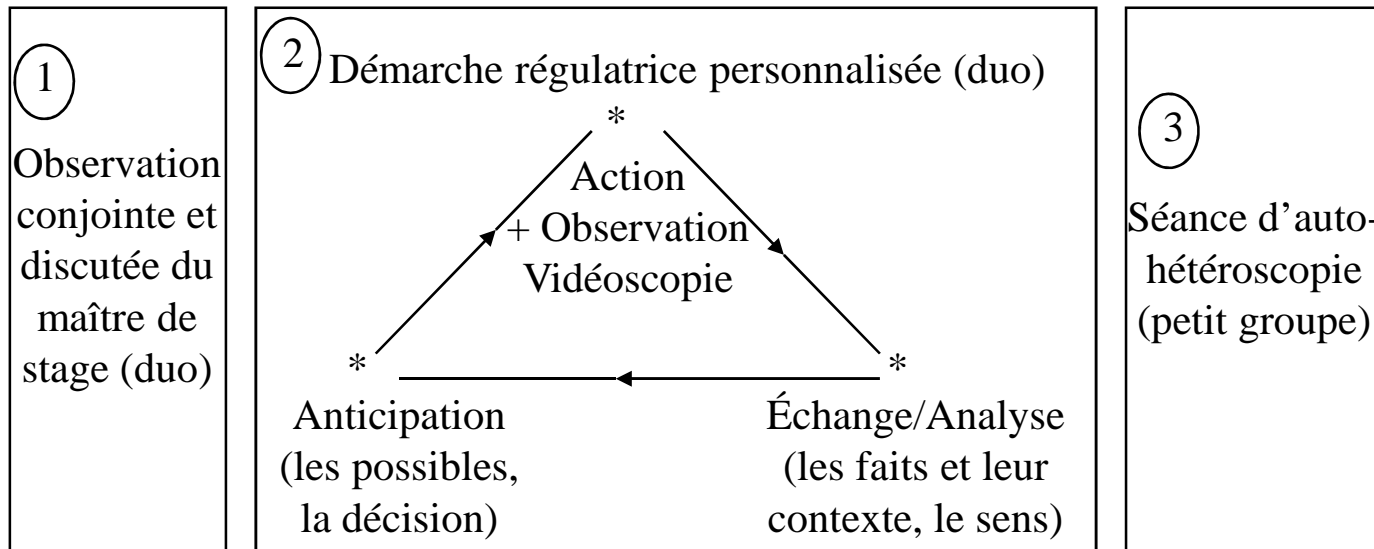 1
Observation
conjointe et
discutée du
maître de
stage (duo)
2
Démarche régulatrice personnalisée (duo)
*
Action
+ Observation
Vidéoscopie
*
Anticipation
(les possibles,
la décision)
*
Échange/Analyse
(les faits et leur
contexte, le sens)
3
Séance d’auto-
hétéroscopie
(petit groupe)